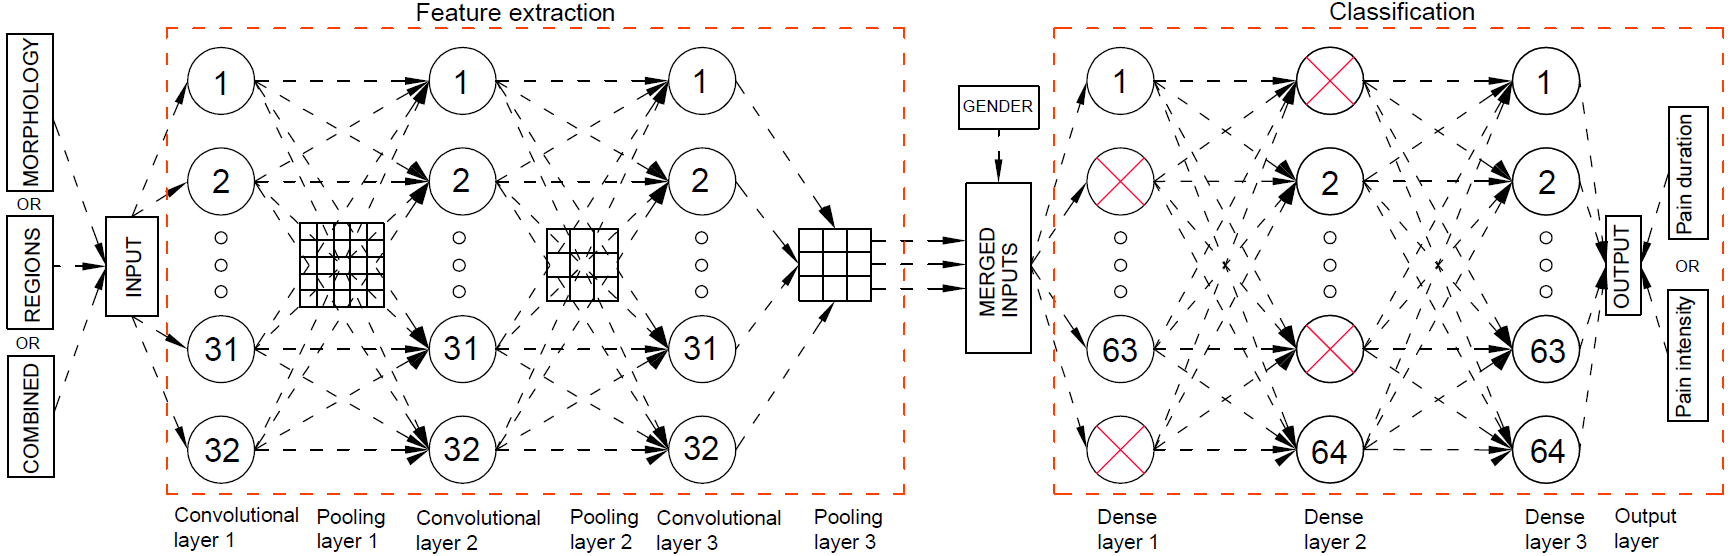 Feature extraction
Classification
MORPHOLOGY
OR
REGIONS
OR
COMBINED
INPUT
1
2
31
32
1
2
31
32
1
2
31
32
GENDER
MERGED
INPUTS
1
63
2
64
1
2
63
64
OUTPUT
Pain duration
OR
Pain intensity
Convolutional
layer 1
Pooling
layer 1
Convolutional
layer 2
Pooling
layer 2
Convolutional
layer 3
Pooling
layer 3
Dense
layer 1
Dense
layer 2
Dense
layer 3
Output
layer